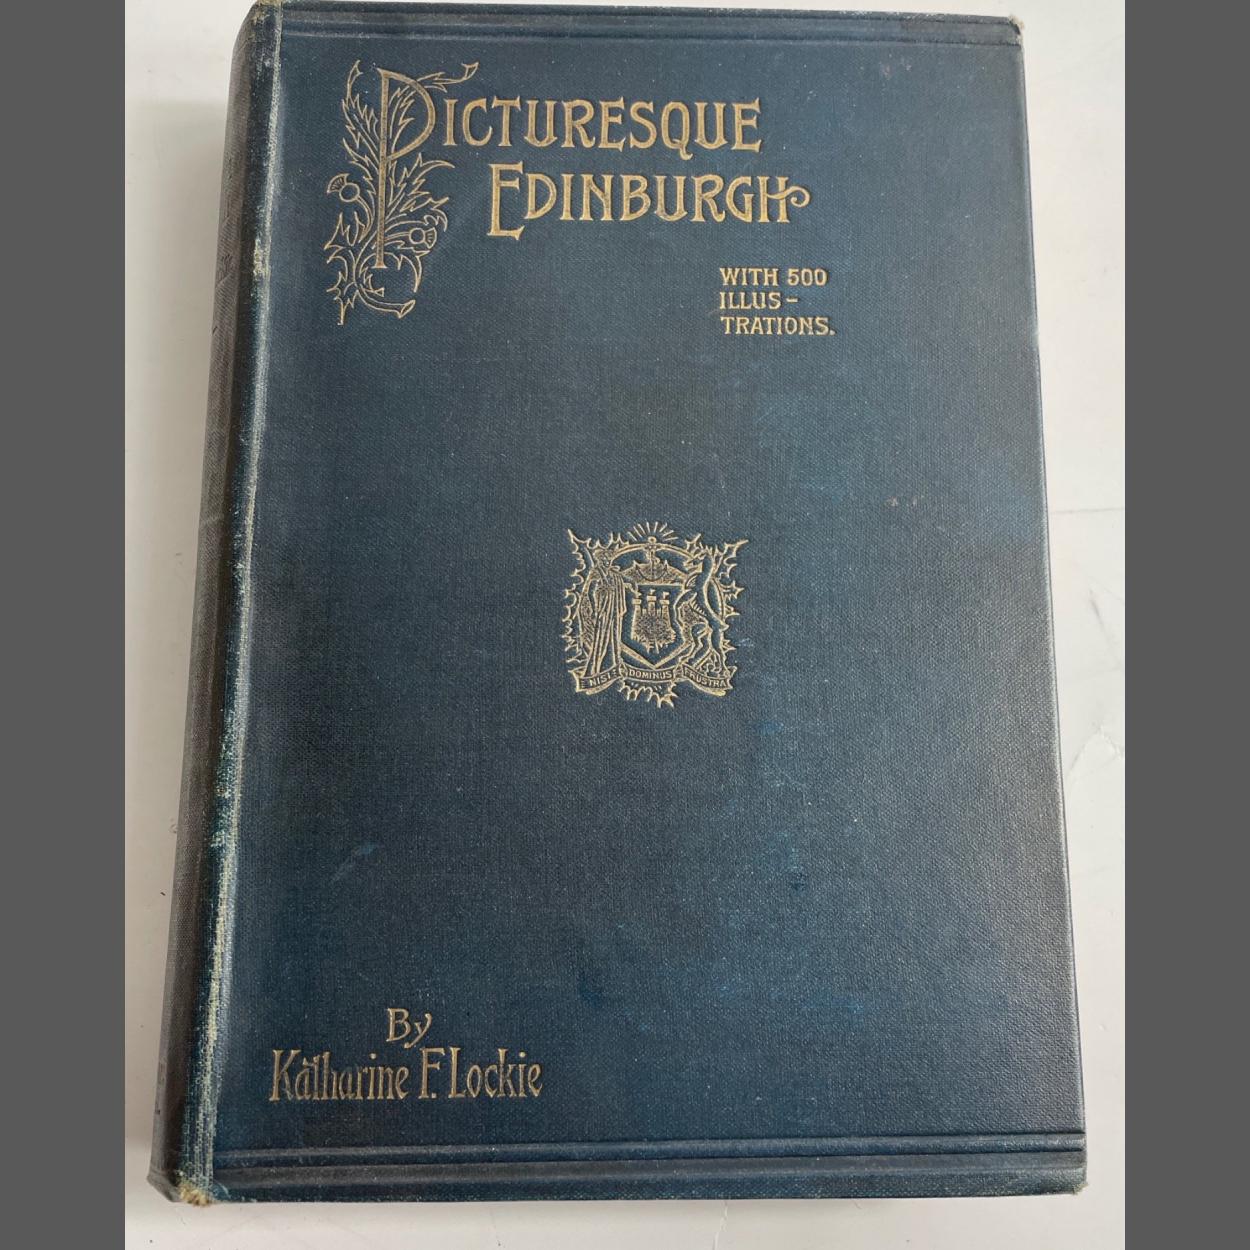 PICTURESQUE
EDINBURGH
WITH 500
ILLUS-
TRATIONS.
NISI DOMINUS FRUSTRA
By
Katharine F. Lockie